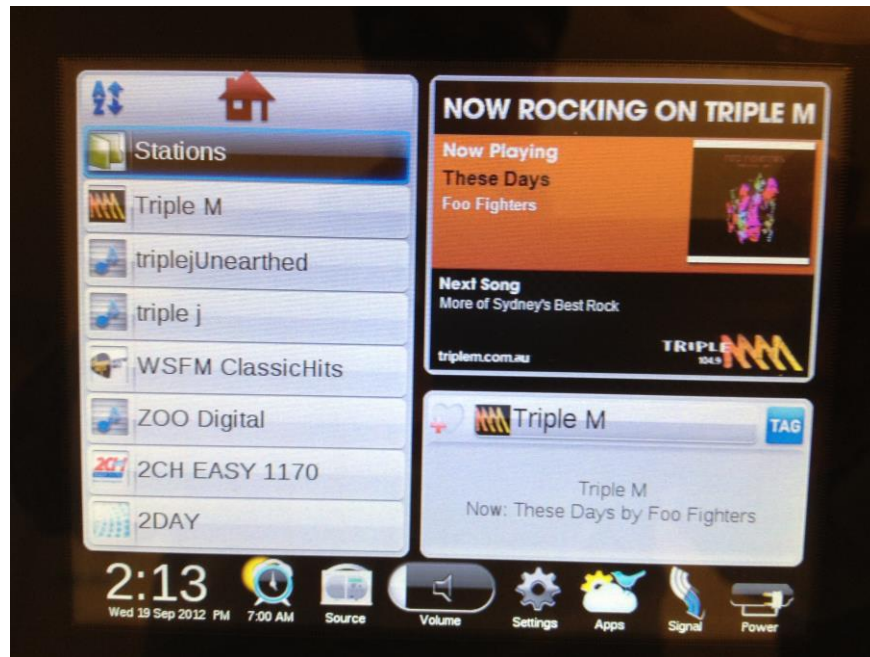 A
Z
Stations
Triple M
triplejUnearthed
triple j
WSFM ClassicHits
ZOO Digital
2CH
2CH EASY 1170
2DAY
NOW ROCKING ON TRIPLE M
Now Playing
These Days
Foo Fighters
FOO FIGHTERS
Next Song
More of Sydney's Best Rock
triplem.com.au
TRIPLE
104.9
Triple M
TAG
Triple M
Now: These Days by Foo Fighters
2:13
Wed 19 Sep 2012 PM
7:00 AM
Source
Volume
Settings
Apps
Signal
Power